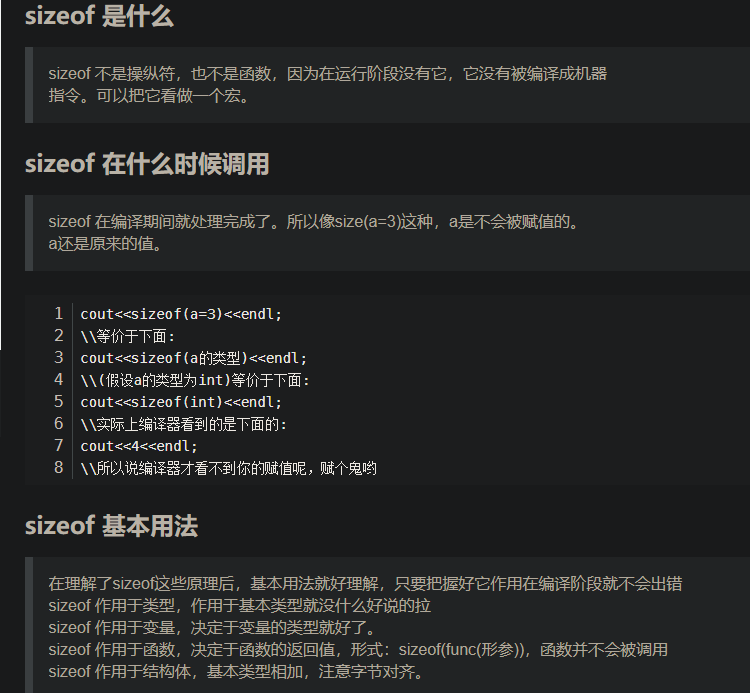 sizeof 是什么
sizeof 不是操纵符，也不是函数，因为在运行阶段没有它，它没有被编译成机器
指令。可以把它看做一个宏。
sizeof 在什么时候调用
sizeof 在编译期间就处理完成了。所以像size(a=3)这种，a是不会被赋值的。
a还是原来的值。
1 cout<<sizeof(a=3)<<endl;
2 \\等价于下面：
3 cout<<sizeof(a的类型)<<endl;
4 \\(假设a的类型为int)等价于下面：
5 cout<<sizeof(int)<<endl;
6 \\实际上编译器看到的是下面的：
7 cout<<4<<endl;
8 \\所以说编译器才看不到你的赋值呢，赋个鬼哟
sizeof 基本用法
在理解了sizeof这些原理后，基本用法就好理解，只要把握好它作用在编译阶段就不会出错
sizeof 作用于类型，作用于基本类型就没什么好说的拉
sizeof 作用于变量，决定于变量的类型就好了。
sizeof 作用于函数，决定于函数的返回值，形式：sizeof(func(形参))，函数并不会被调用
sizeof 作用于结构体，基本类型相加，注意字节对齐。